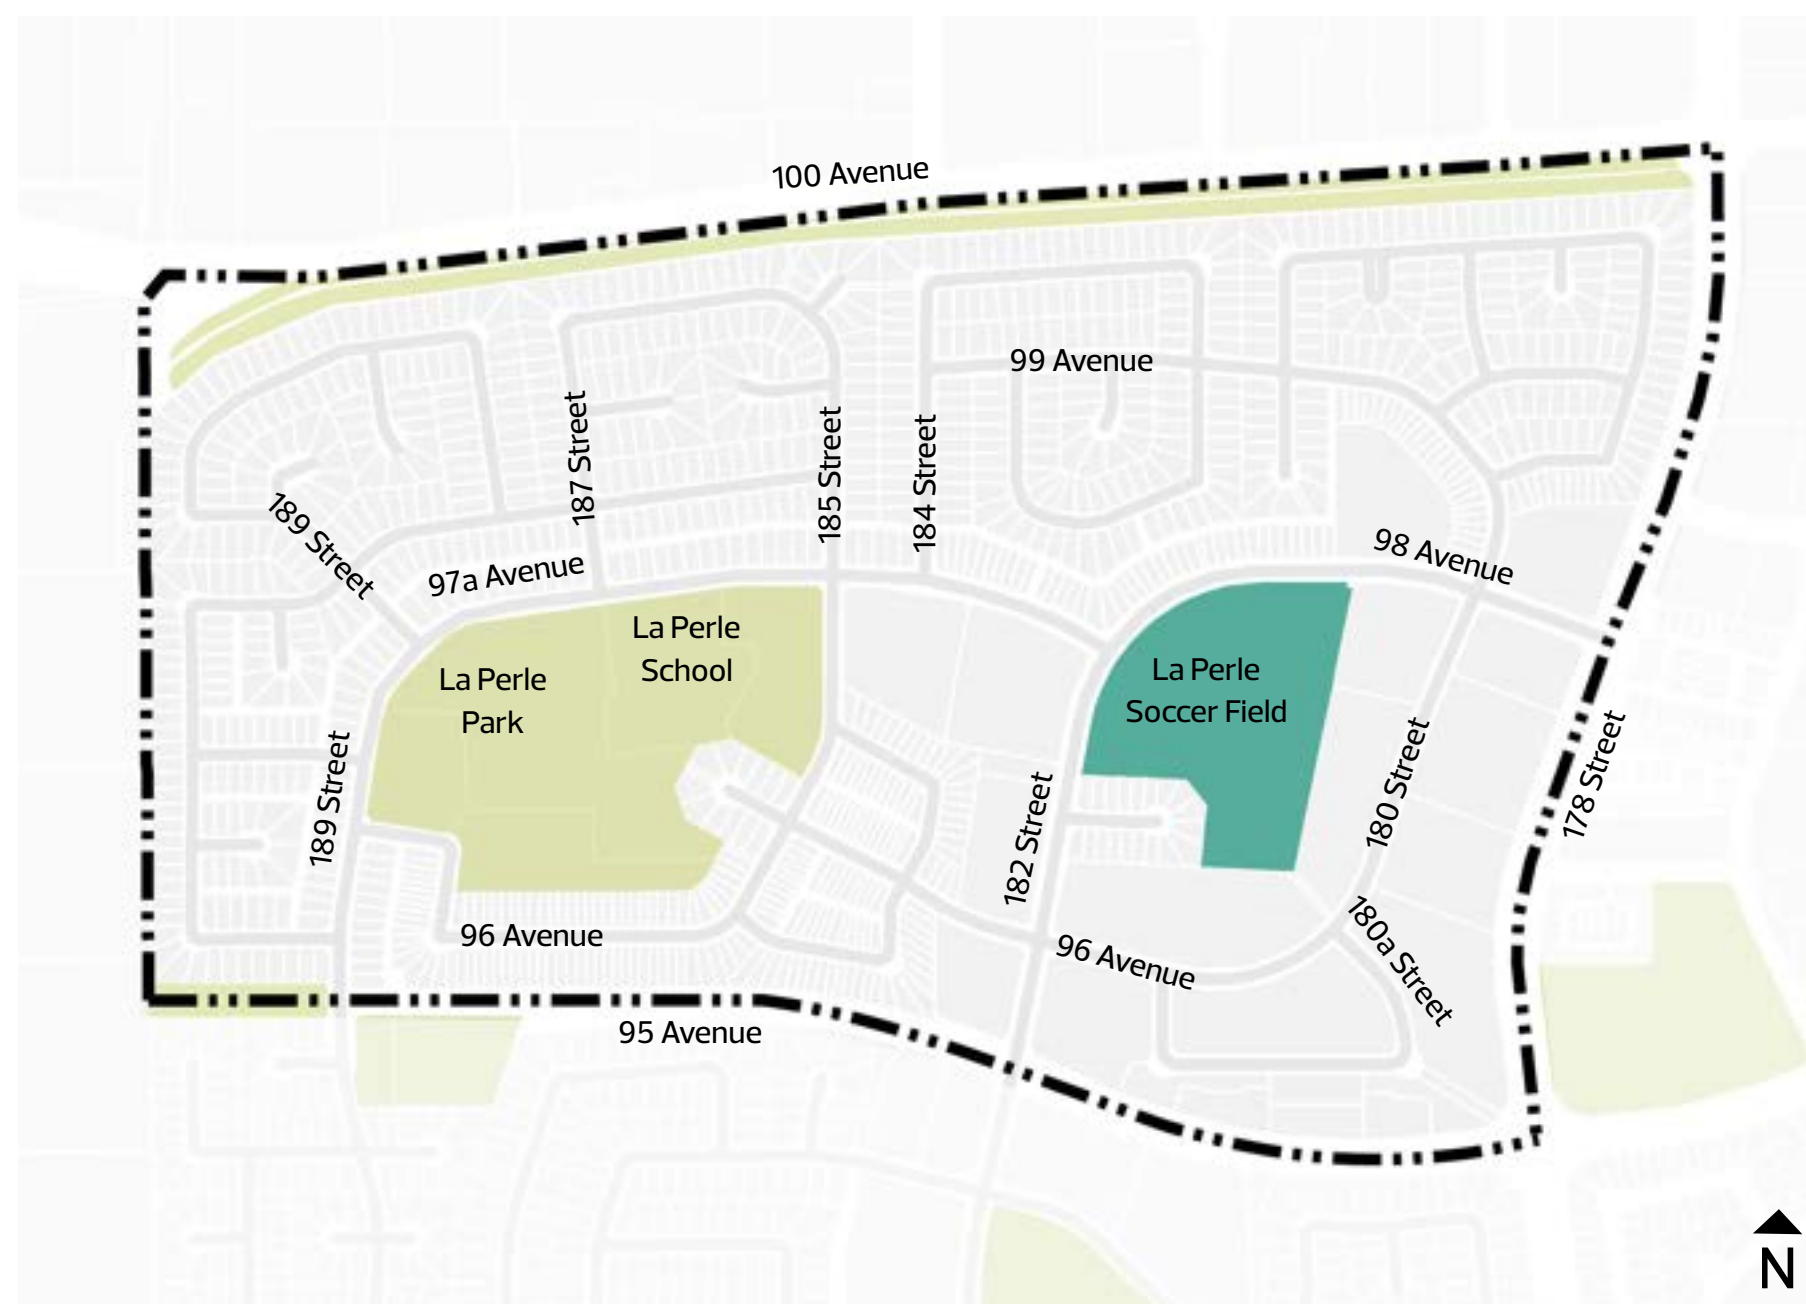 100 Avenue
99 Avenue
187 Street
185 Street
184 Street
189 Street
97a Avenue
98 Avenue
La Perle
School
La Perle
Park
La Perle
Soccer Field
189 Street
182 Street
180 Street
178 Street
96 Avenue
96 Avenue
180a Street
95 Avenue
N